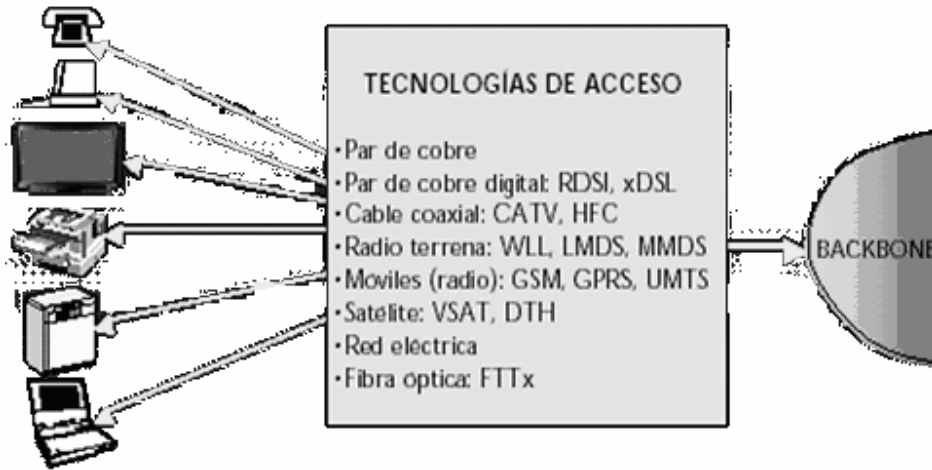 TECNOLOGÍAS DE ACCESO
•Par de cobre
•Par de cobre digital: RDSI, xDSL
•Cable coaxial: CATV, HFC
•Radio terrena: WLL, LMDS, MMDS
•Móviles (radio): GSM, GPRS, UMTS
•Satélite: VSAT, DTH
•Red eléctrica
•Fibra óptica: FTTx
BACKBONE